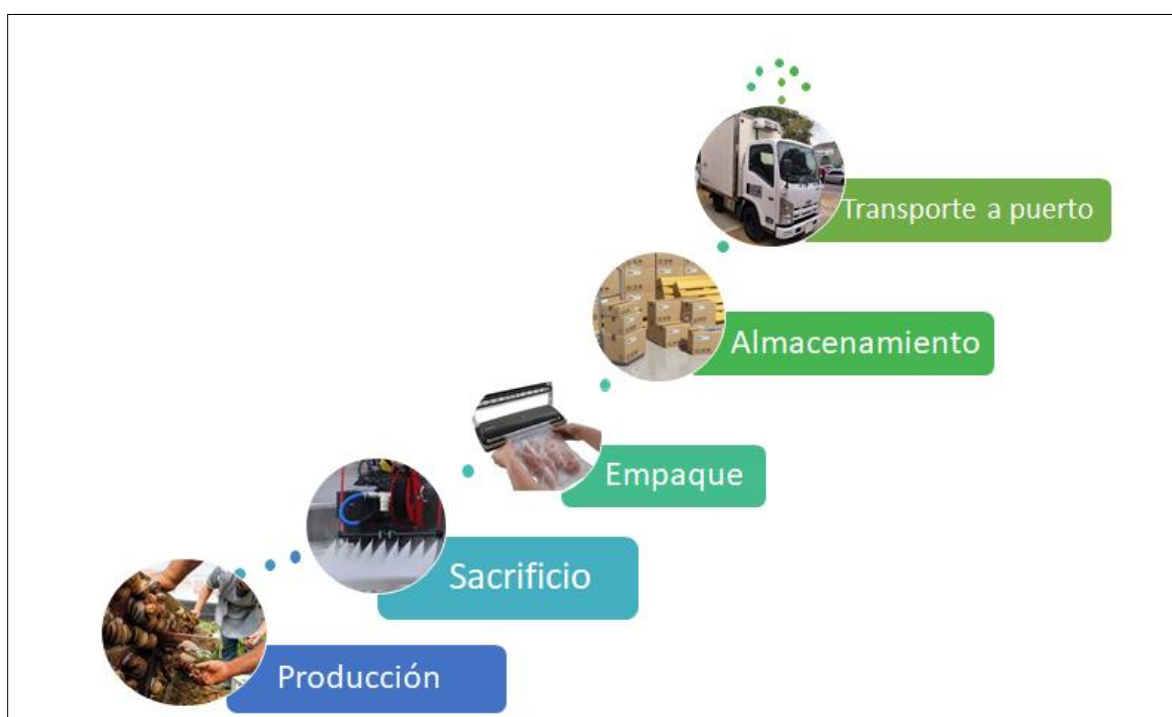 Transporte a puerto
Almacenamiento
Empaque
Sacrificio
Producción